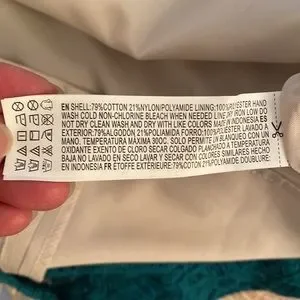 EN SHELL:79%COTTON 21%NYLON/POLYAMIDE LINING:100%POLYESTER HAND
WASH COLD NON-CHLORINE BLEACH WHEN NEEDED LINE DRY IRON LOW DO
NOT DRY CLEAN WASH AND DRY WITH LIKE COLORS MADE IN INDONESIA ES
EXTERIOR:79%ALGODÓN 21%POLIAMIDA FORRO:100%POLIESTER LAVADO A
MANO. TEMPERATURA MÁXIMA 30OC. SOLO PONER UN BLANQUEO CON UN
OXIDANTE EXENTO DE CLORO SECAR COLGADO PLANCHADO A TEMPERATURA
BAJA NO LAVADO EN SECO LAVAR Y SECAR CON COLORES SIMILARES HECHO
EN INDONESIA FR ÉTOFFE EXTÉRIEURE:79%COTON 21%POLYAMIDE DOUBLURE: